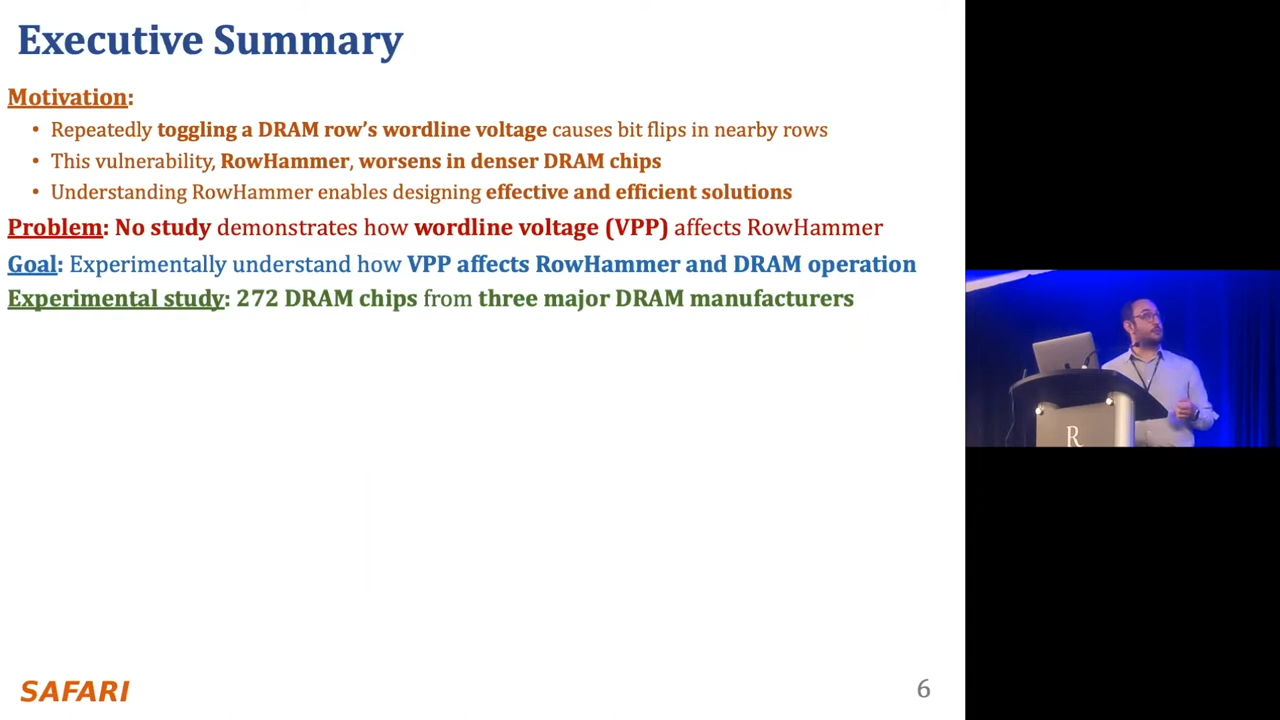 Executive Summary
Motivation:
• Repeatedly toggling a DRAM row’s wordline voltage causes bit flips in nearby rows
• This vulnerability, RowHammer, worsens in denser DRAM chips
• Understanding RowHammer enables designing effective and efficient solutions
Problem: No study demonstrates how wordline voltage (VPP) affects RowHammer
Goal: Experimentally understand how VPP affects RowHammer and DRAM operation
Experimental study: 272 DRAM chips from three major DRAM manufacturers
R
SAFARI
6